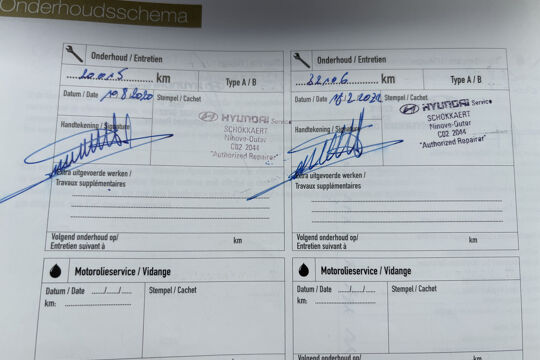 Onderhoudsschema
Onderhoud / Entretien
20015 km
Type A / B
Datum / Date 10.8.2020
Stempel / Cachet
HYUNDAI Service
SCHOKKAERT
Ninove-Outer
C02 2044
"Authorized Repairer"
Handtekening / Signature
Extra uitgevoerde werken /
Travaux supplémentaires
Volgend onderhoud op/
Entretien suivant à
km
Onderhoud / Entretien
km
Type A / B
Datum / Date
Stempel / Cachet
HYUNDAI Service
SCHOKKAERT
Ninove-Outer
C02 2044
"Authorized Repairer"
Handtekening / Signature
Extra uitgevoerde werken /
Travaux supplémentaires
Volgend onderhoud op/
Entretien suivant à
km
Motorolieservice / Vidange
Datum / Date ...../...../.....
Stempel / Cachet
km:
Motorolieservice / Vidange
Datum / Date ...../...../.....
Stempel / Cachet
km: